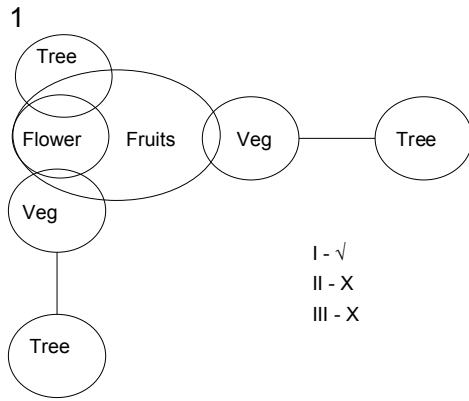 1
Tree
Flower Fruits Veg Tree
Veg
I - √
II - X
III - X
Tree